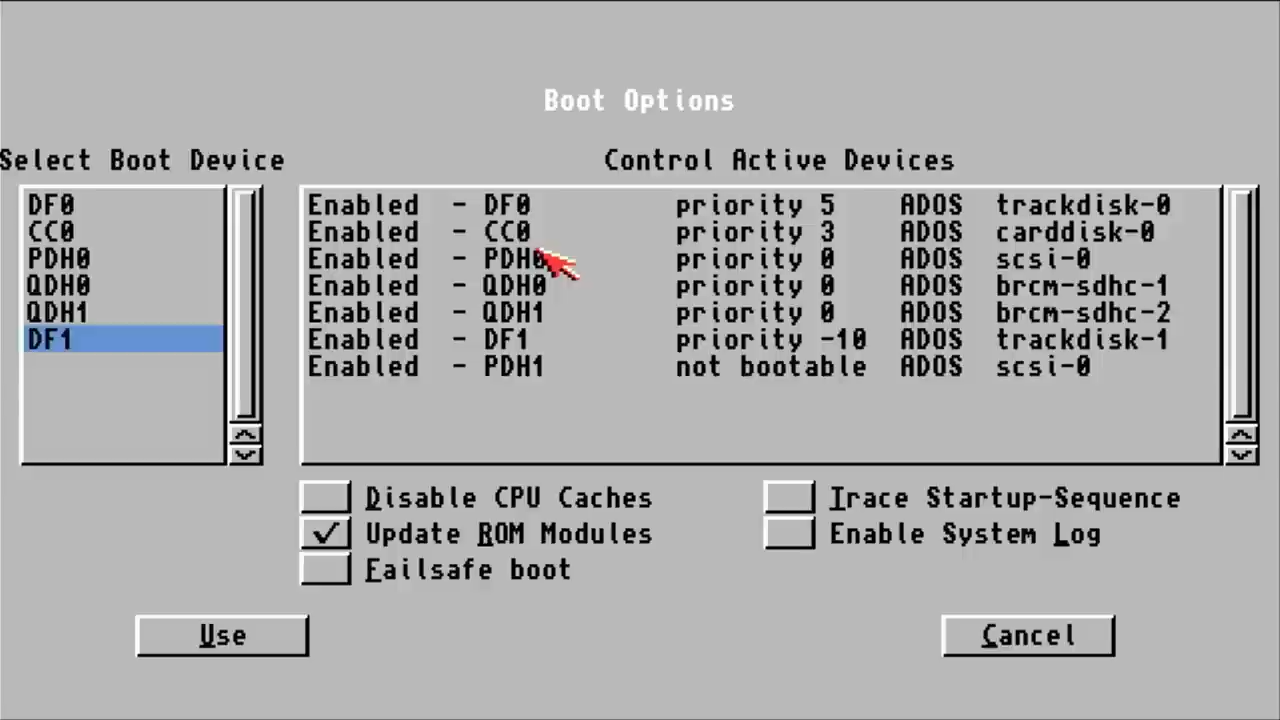 Boot Options
Select Boot Device
Control Active Devices
DF0
CC0
PDH0
QDH0
QDH1
DF1
Enabled - DF0 priority 5 ADOS trackdisk-0
Enabled - CC0 priority 3 ADOS carddisk-0
Enabled - PDH0 priority 0 ADOS scsi-0
Enabled - QDH0 priority 0 ADOS brcm-sdhc-1
Enabled - QDH1 priority 0 ADOS brcm-sdhc-2
Enabled - DF1 priority -10 ADOS trackdisk-1
Enabled - PDH1 not bootable ADOS scsi-0
Disable CPU Caches
Trace Startup-Sequence
Update ROM Modules
Enable System Log
Failsafe boot
Use
Cancel